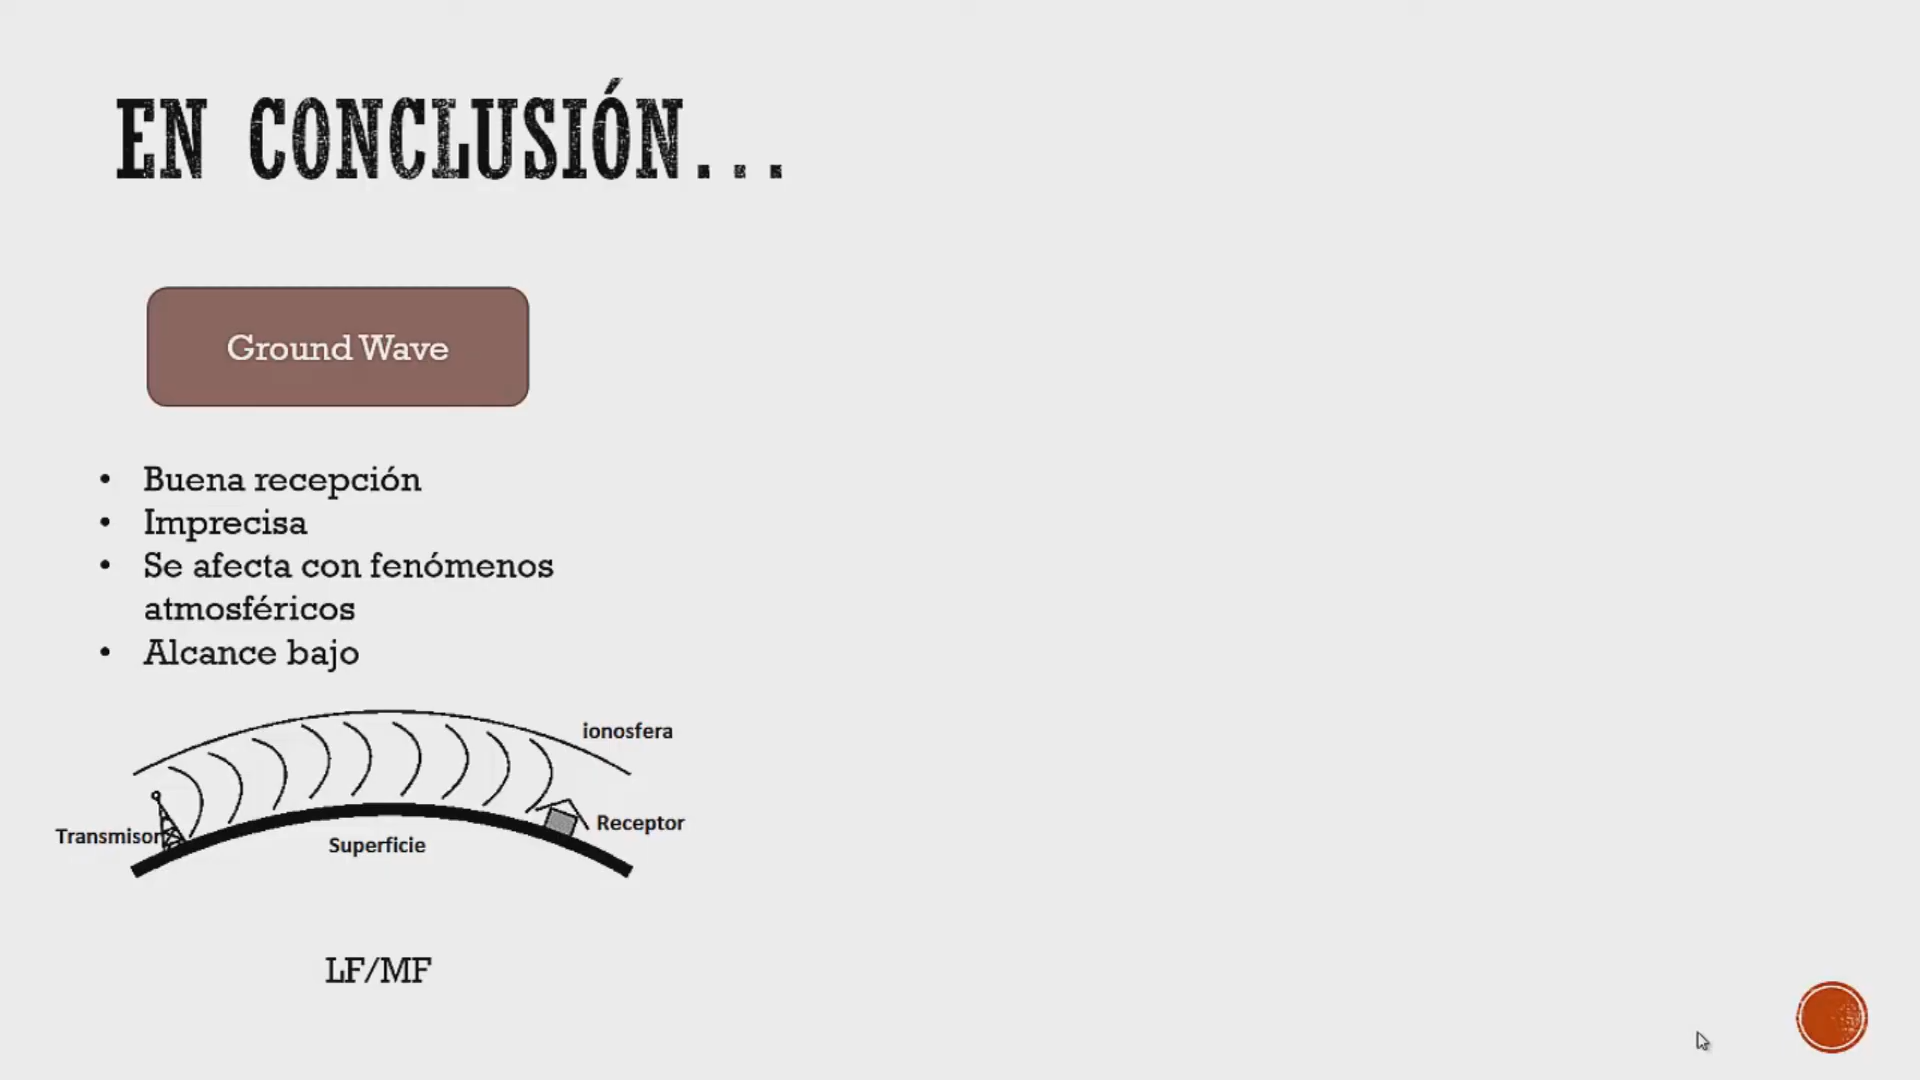 EN CONCLUSIÓN...
Ground Wave
• Buena recepción
• Imprecisa
• Se afecta con fenómenos
atmosféricos
• Alcance bajo
ionosfera
Transmisor
Receptor
Superficie
LF/MF